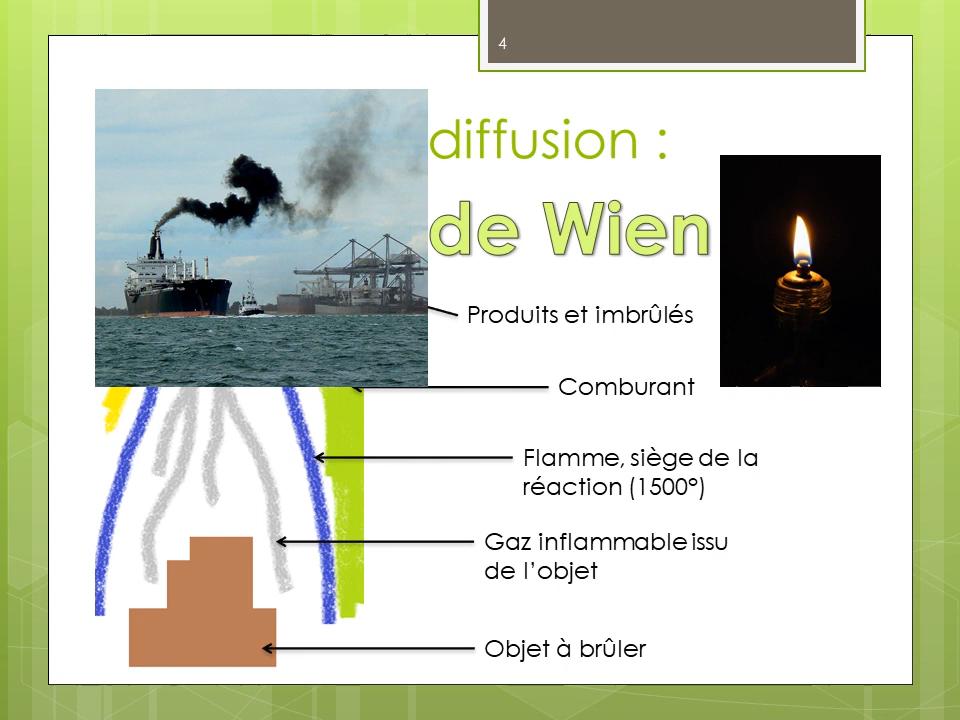 4
diffusion :
de Wien
Produits et imbrûlés
Comburant
Flamme, siège de la
réaction (1500°)
Gaz inflammable issu
de l'objet
Objet à brûler